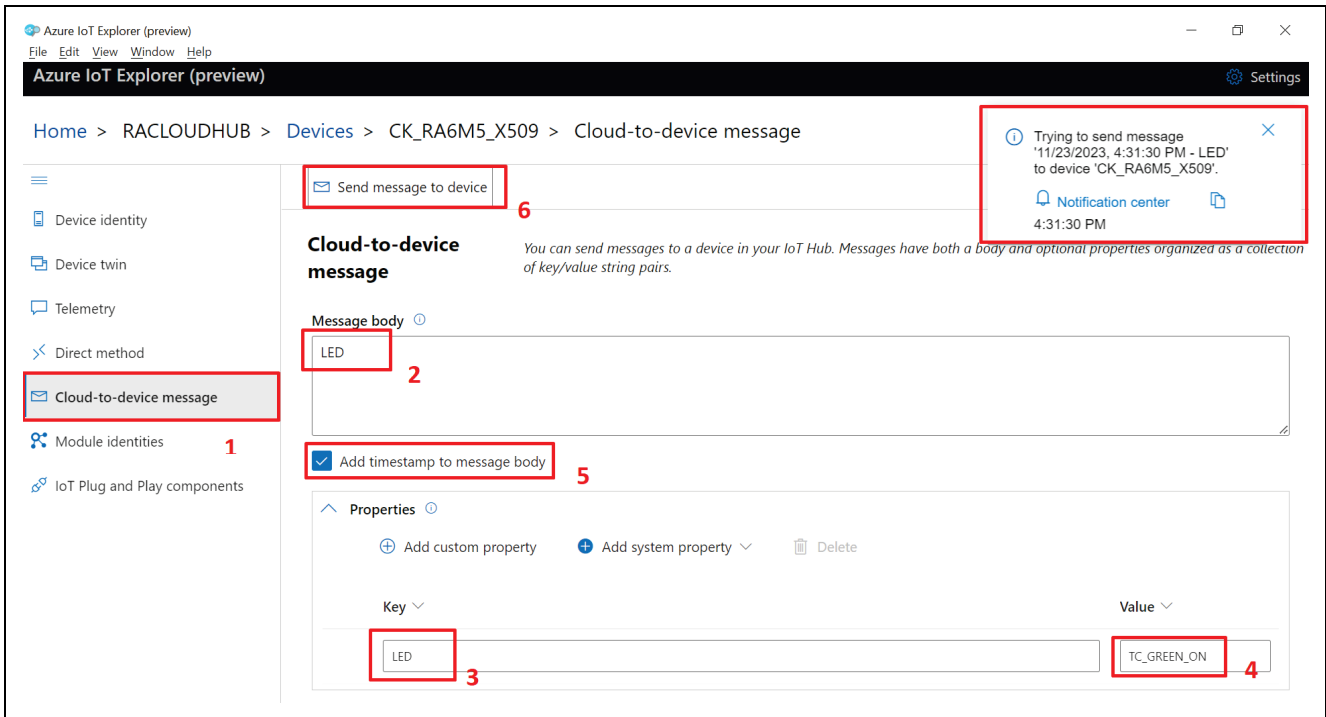 Azure IoT Explorer (preview)
File Edit View Window Help
Azure IoT Explorer (preview)
Settings
Home > RACLOUDHUB > Devices > CK_RA6M5_X509 > Cloud-to-device message
Trying to send message
'11/23/2023, 4:31:30 PM - LED'
to device 'CK_RA6M5_X509'.
Notification center
4:31:30 PM
Device identity
Device twin
Telemetry
Direct method
Cloud-to-device message
1
Module identities
IoT Plug and Play components
Send message to device
6
Cloud-to-device
message
You can send messages to a device in your IoT Hub. Messages have both a body and optional properties organized as a collection
of key/value string pairs.
Message body
LED
2
Add timestamp to message body
5
Properties
Add custom property
Add system property
Delete
Key
Value
LED
3
TC_GREEN_ON
4